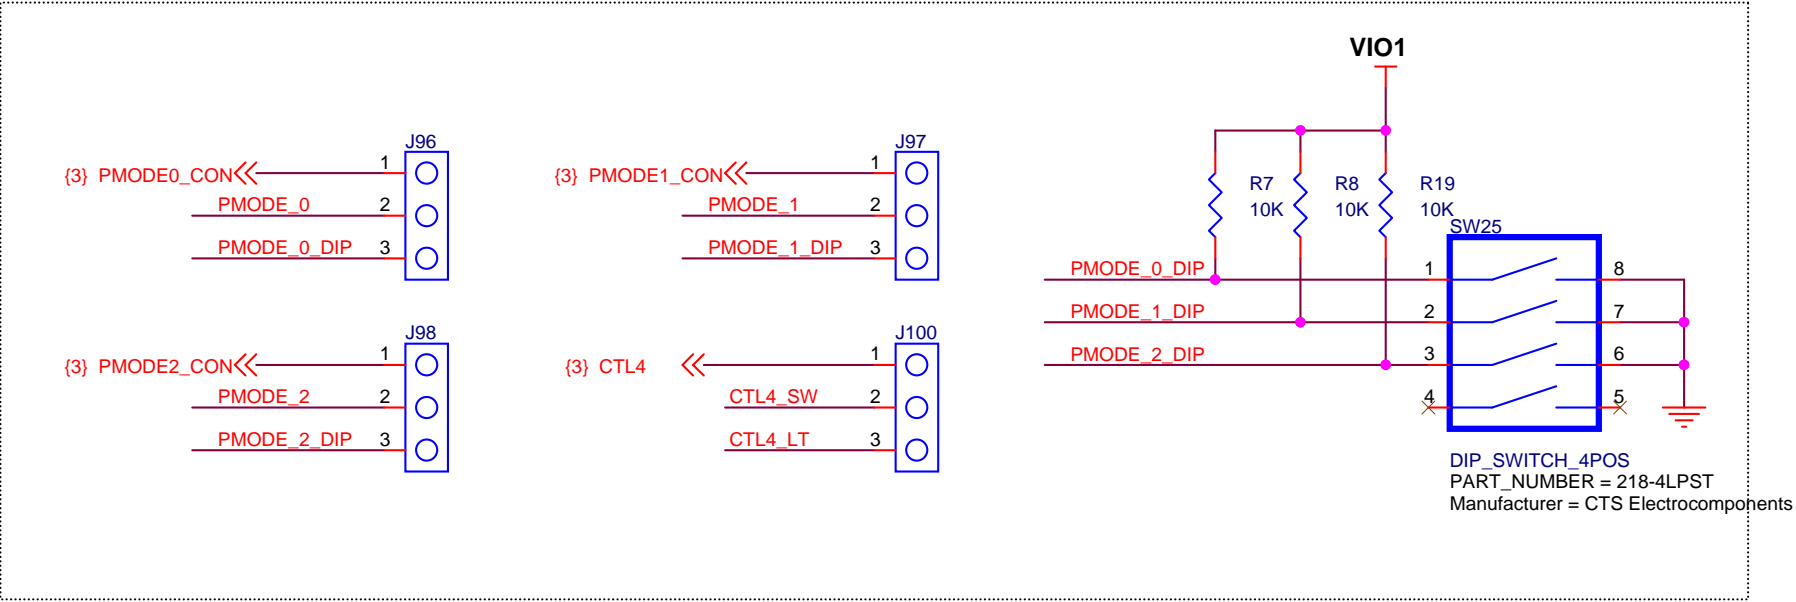 VIO1
J96
{3} PMODE0_CON
1
PMODE_0
2
PMODE_0_DIP
3
J97
{3} PMODE1_CON
1
PMODE_1
2
PMODE_1_DIP
3
R7
10K
R8
10K
R19
10K
SW25
PMODE_0_DIP
1
8
PMODE_1_DIP
2
7
PMODE_2_DIP
3
6
4
5
J98
{3} PMODE2_CON
1
PMODE_2
2
PMODE_2_DIP
3
J100
{3} CTL4
1
CTL4_SW
2
CTL4_LT
3
DIP_SWITCH_4POS
PART_NUMBER = 218-4LPST
Manufacturer = CTS Electrocomponents